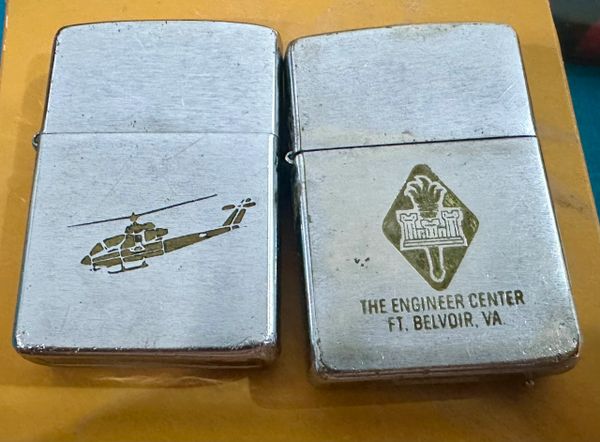 THE ENGINEER CENTER
FT. BELVOIR, VA.